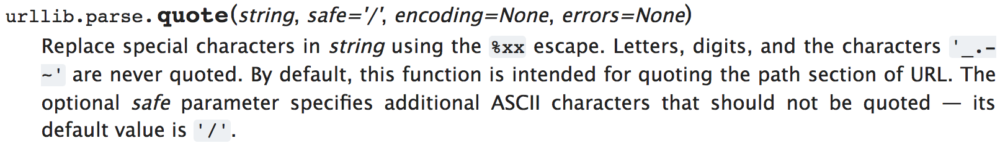 urllib.parse.quote(string, safe='/', encoding=None, errors=None)
Replace special characters in string using the %xx escape. Letters, digits, and the characters '_.-
~' are never quoted. By default, this function is intended for quoting the path section of URL. The
optional safe parameter specifies additional ASCII characters that should not be quoted — its
default value is '/'.